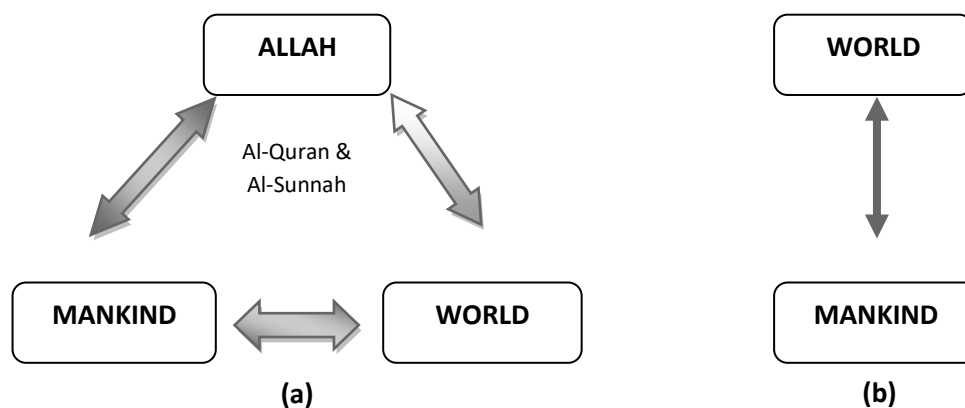 ALLAH
WORLD
Al-Quran &
Al-Sunnah
MANKIND
WORLD
MANKIND
(a)
(b)